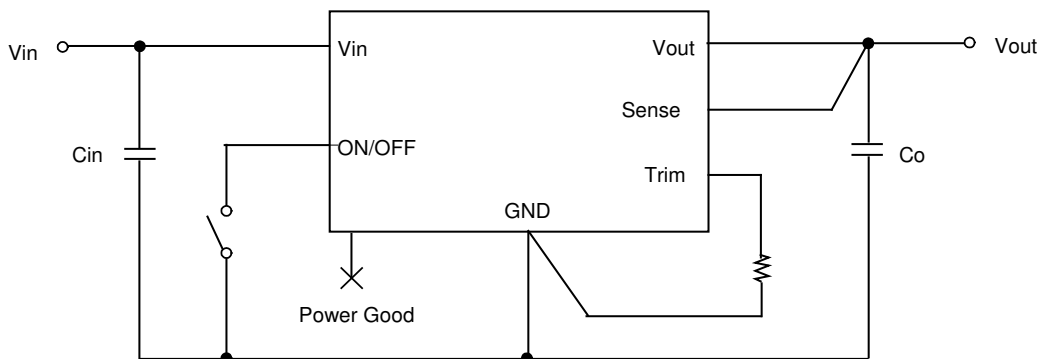 Vin
Vin
Vout
Vout
Sense
Cin
ON/OFF
Co
Trim
GND
Power Good